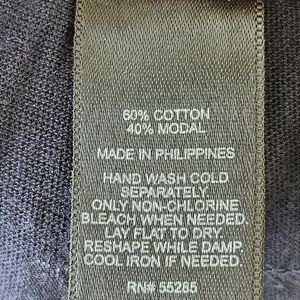 60% COTTON
40% MODAL
MADE IN PHILIPPINES
HAND WASH COLD
SEPARATELY.
ONLY NON-CHLORINE
BLEACH WHEN NEEDED.
LAY FLAT TO DRY.
RESHAPE WHILE DAMP.
COOL IRON IF NEEDED.
RN# 55285